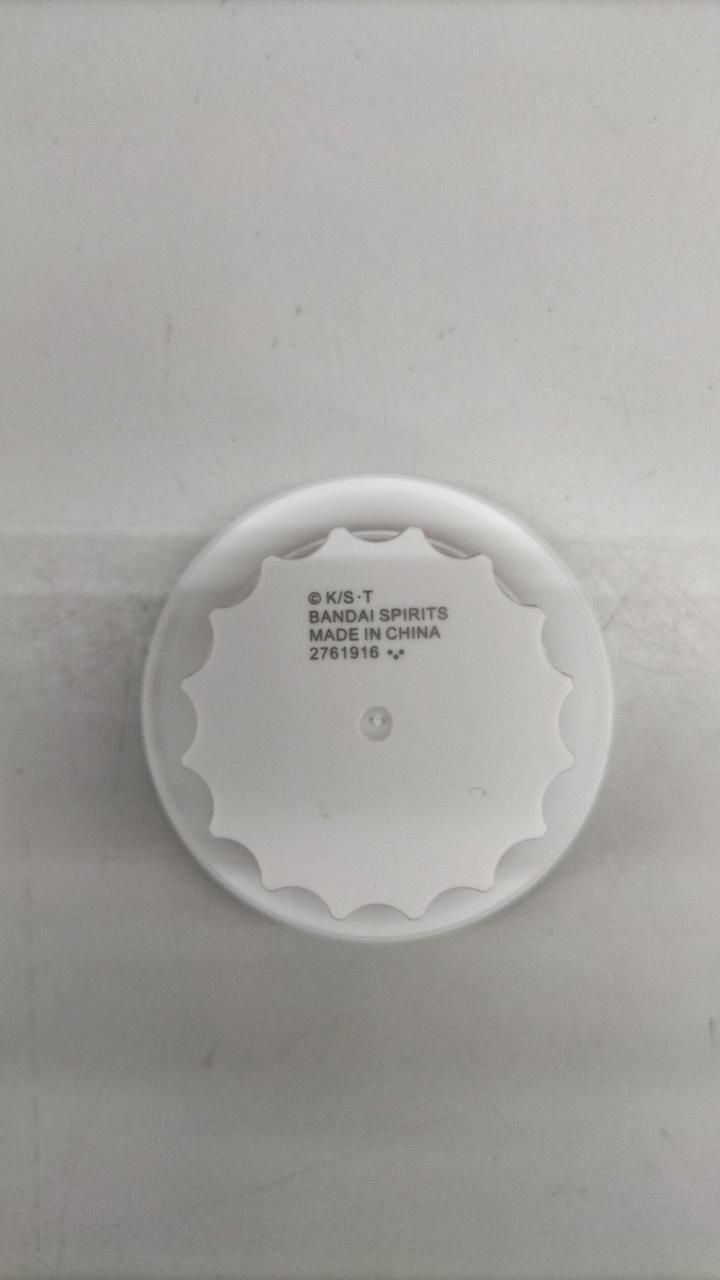 © K/S·T
BANDAI SPIRITS
MADE IN CHINA
2761916